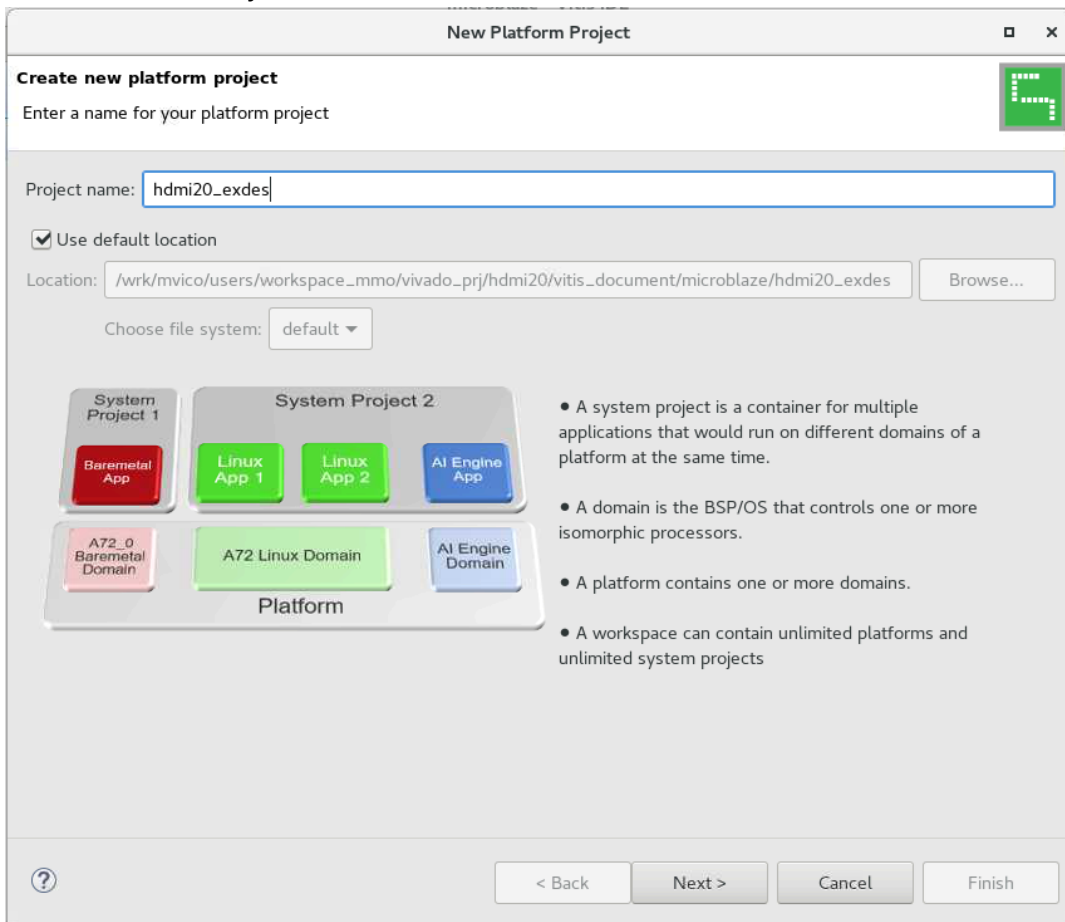 New Platform Project
Create new platform project
Enter a name for your platform project
Project name: hdmi20_exdes
Use default location
Location: /wrk/mvico/users/workspace_mmo/vivado_prj/hdmi20/vitis_document/microblaze/hdmi20_exdes Browse...
Choose file system: default
System
Project 1
System Project 2
Baremetal
App
Linux
App 1
Linux
App 2
AI Engine
App
A72_0
Baremetal
Domain
A72 Linux Domain
AI Engine
Domain
Platform
● A system project is a container for multiple
applications that would run on different domains of a
platform at the same time.
● A domain is the BSP/OS that controls one or more
isomorphic processors.
● A platform contains one or more domains.
● A workspace can contain unlimited platforms and
unlimited system projects
? < Back Next > Cancel Finish